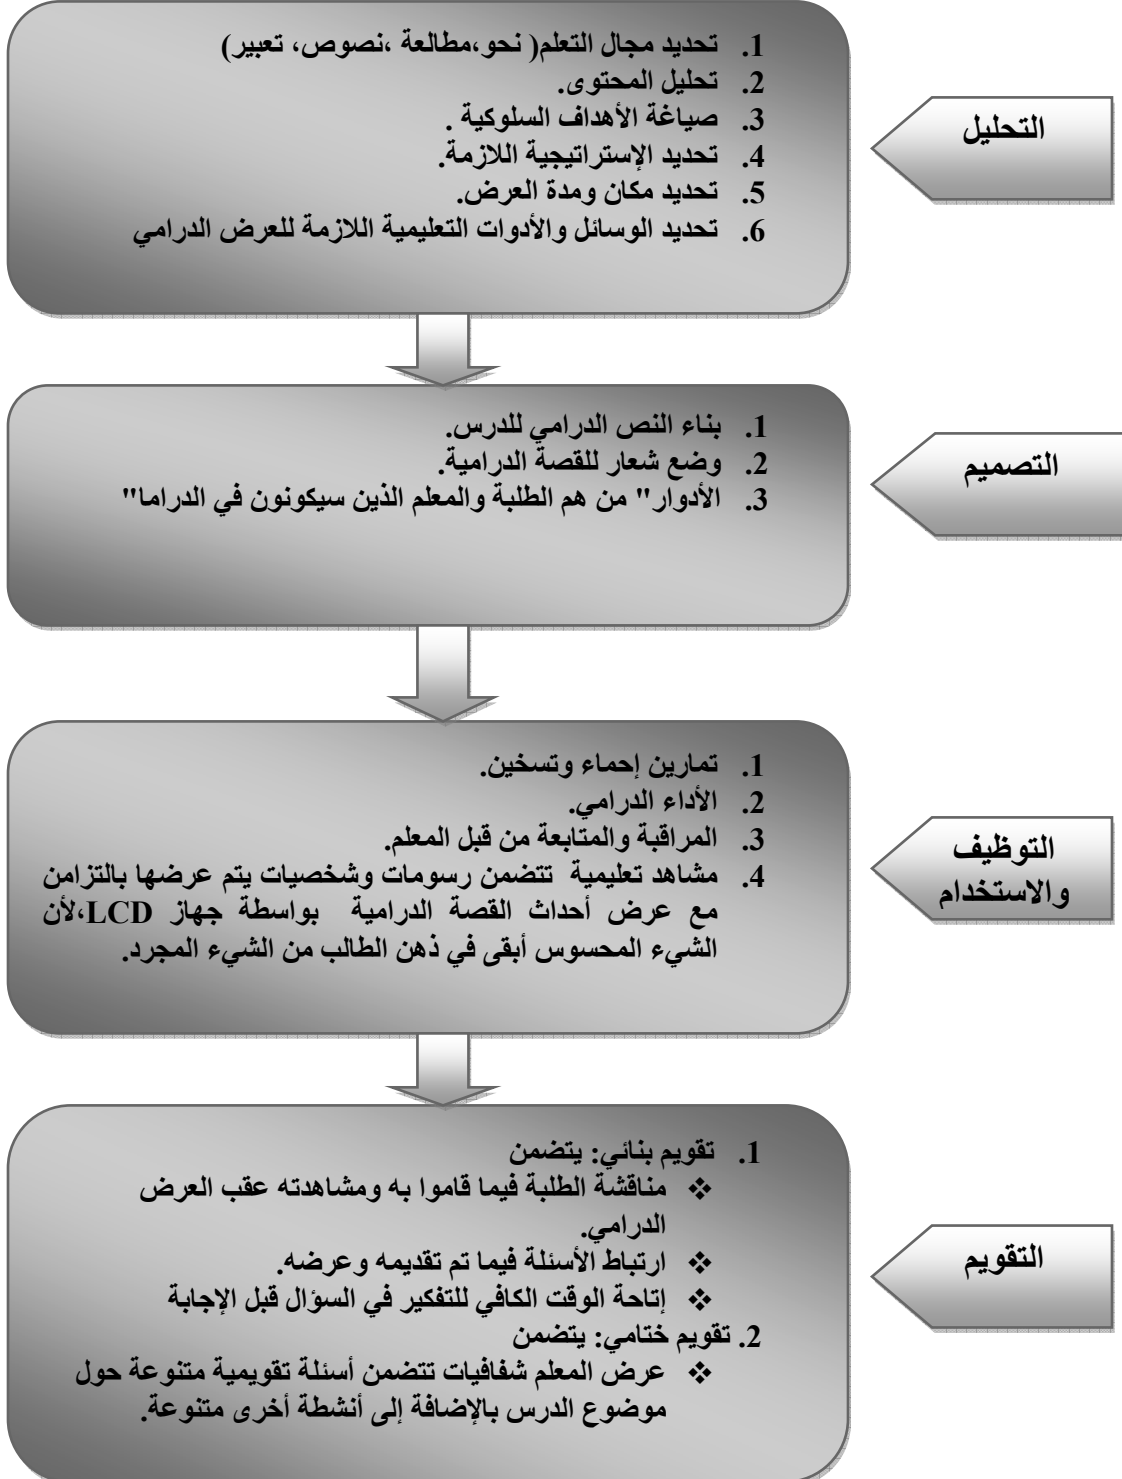 التحليل
1. تحديد مجال التعلم( نحو،مطالعة ،نصوص، تعبير)
2. تحليل المحتوى.
3. صياغة الأهداف السلوكية .
4. تحديد الإستراتيجية اللازمة.
5. تحديد مكان ومدة العرض.
6. تحديد الوسائل والأدوات التعليمية اللازمة للعرض الدرامي
التصميم
1. بناء النص الدرامي للدرس.
2. وضع شعار للقصة الدرامية.
3. الأدوار" من هم الطلبة والمعلم الذين سيكونون في الدراما"
التوظيف
والاستخدام
1. تمارين إحماء وتسخين.
2. الأداء الدرامي.
3. المراقبة والمتابعة من قبل المعلم.
4. مشاهد تعليمية تتضمن رسومات وشخصيات يتم عرضها بالتزامن
مع عرض أحداث القصة الدرامية بواسطة جهاز LCD،لأن
الشيء المحسوس أبقى في ذهن الطالب من الشيء المجرد.
التقويم
1. تقويم بنائي: يتضمن
❖ مناقشة الطلبة فيما قاموا به ومشاهدته عقب العرض
الدرامي.
❖ ارتباط الأسئلة فيما تم تقديمه وعرضه.
❖ إتاحة الوقت الكافي للتفكير في السؤال قبل الإجابة
2. تقويم ختامي: يتضمن
❖ عرض المعلم شفافيات تتضمن أسئلة تقويمية متنوعة حول
موضوع الدرس بالإضافة إلى أنشطة أخرى متنوعة.